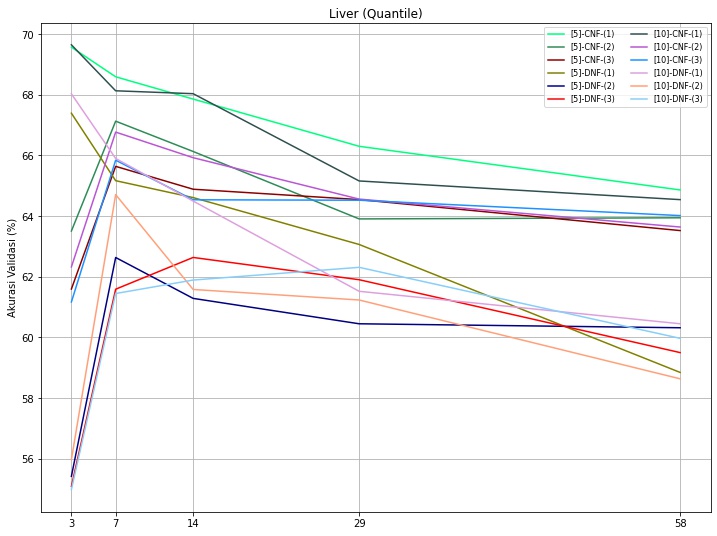 Liver (Quantile)
Akurasi Validasi (%)
70
68
66
64
62
60
58
56
3 7 14 29 58
[5]-CNF-(1) [10]-CNF-(1)
[5]-CNF-(2) [10]-CNF-(2)
[5]-CNF-(3) [10]-CNF-(3)
[5]-DNF-(1) [10]-DNF-(1)
[5]-DNF-(2) [10]-DNF-(2)
[5]-DNF-(3) [10]-DNF-(3)